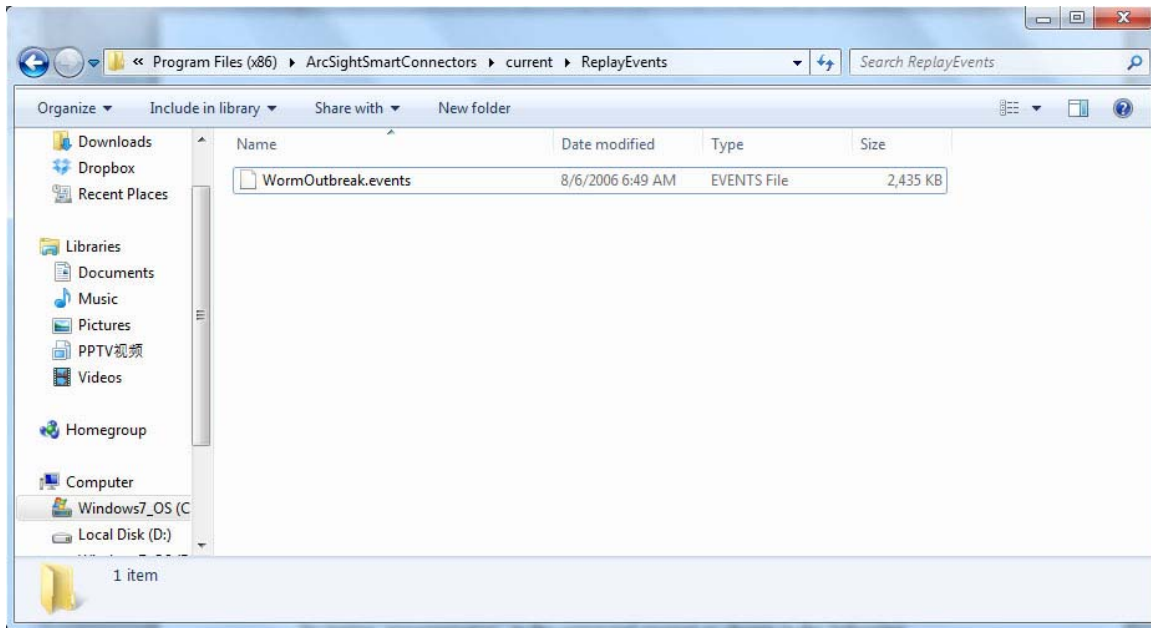 « Program Files (x86) ▸ ArcSightSmartConnectors ▸ current ▸ ReplayEvents
Search ReplayEvents
Organize Include in library Share with New folder
Downloads
Dropbox
Recent Places
Libraries
Documents
Music
Pictures
PPTV视频
Videos
Homegroup
Computer
Windows7_OS (C
Local Disk (D:)
Name Date modified Type Size
WormOutbreak.events 8/6/2006 6:49 AM EVENTS File 2,435 KB
1 item